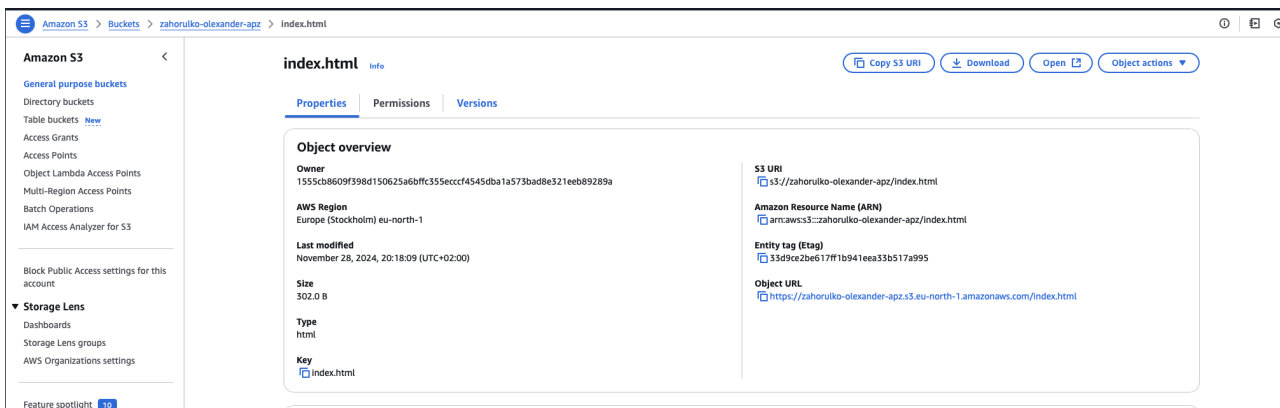 Amazon S3 > Buckets > zahorulko-olexander-apz > index.html
Amazon S3
General purpose buckets
Directory buckets
Table buckets New
Access Grants
Access Points
Object Lambda Access Points
Multi-Region Access Points
Batch Operations
IAM Access Analyzer for S3
Block Public Access settings for this
account
Storage Lens
Dashboards
Storage Lens groups
AWS Organizations settings
Feature spotlight 10
index.html Info
Copy S3 URI Download Open Object actions
Properties Permissions Versions
Object overview
Owner
1555cb8609f398d150625a6bffc355ecccf4545dba1a573bad8e321eeb89289a
AWS Region
Europe (Stockholm) eu-north-1
Last modified
November 28, 2024, 20:18:09 (UTC+02:00)
Size
302.0 B
Type
html
Key
index.html
S3 URI
s3://zahorulko-olexander-apz/index.html
Amazon Resource Name (ARN)
arn:aws:s3:::zahorulko-olexander-apz/index.html
Entity tag (Etag)
33d9ce2be617ff1b941eea33b517a995
Object URL
https://zahorulko-olexander-apz.s3.eu-north-1.amazonaws.com/index.html